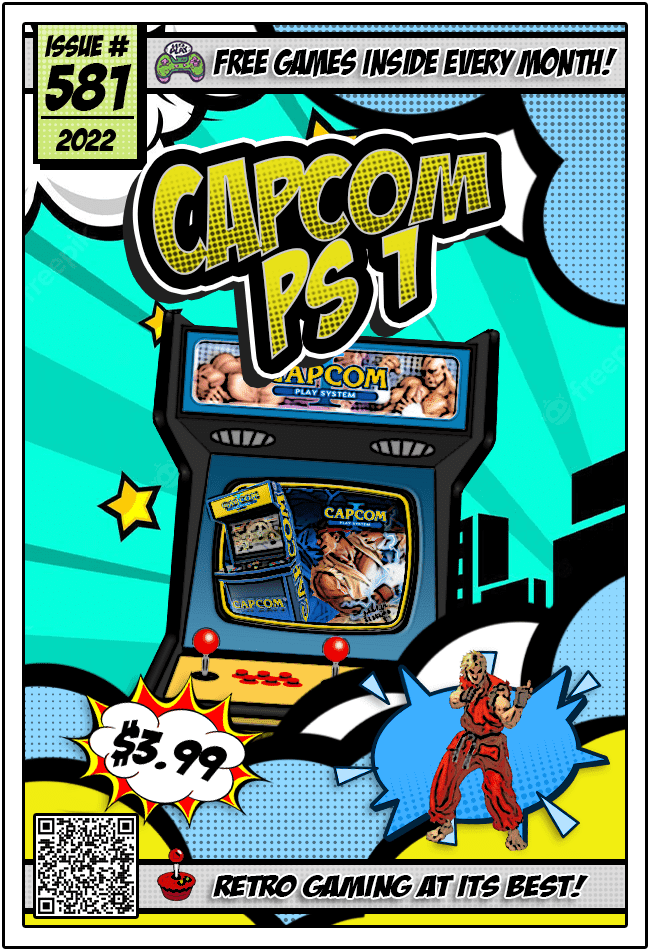 ISSUE #
581
2022
FREE GAMES INSIDE EVERY MONTH!
CAPCOM
PS 1
CAPCOM
PLAY SYSTEM
CAPCOM
PLAY SYSTEM
CAPCOM
$3.99
RETRO GAMING AT ITS BEST!